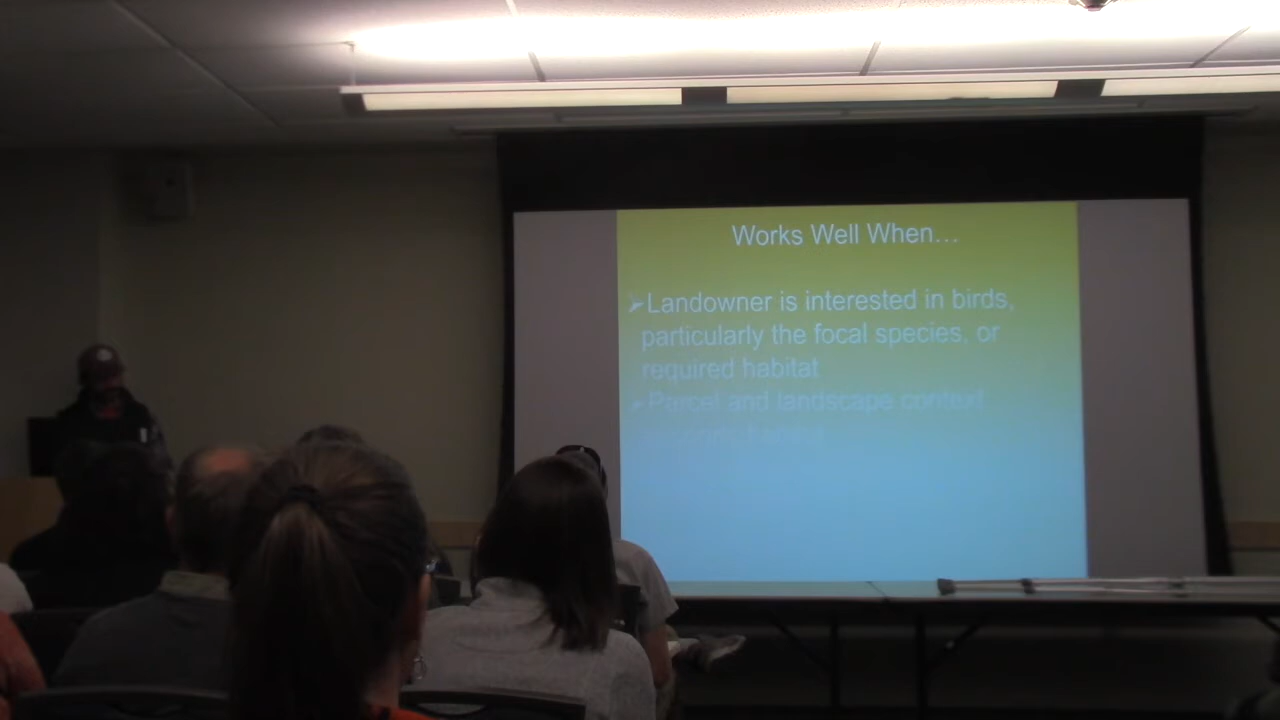 Works Well When…
➢Landowner is interested in birds,
particularly the focal species, or
required habitat
➢Parcel and landscape context